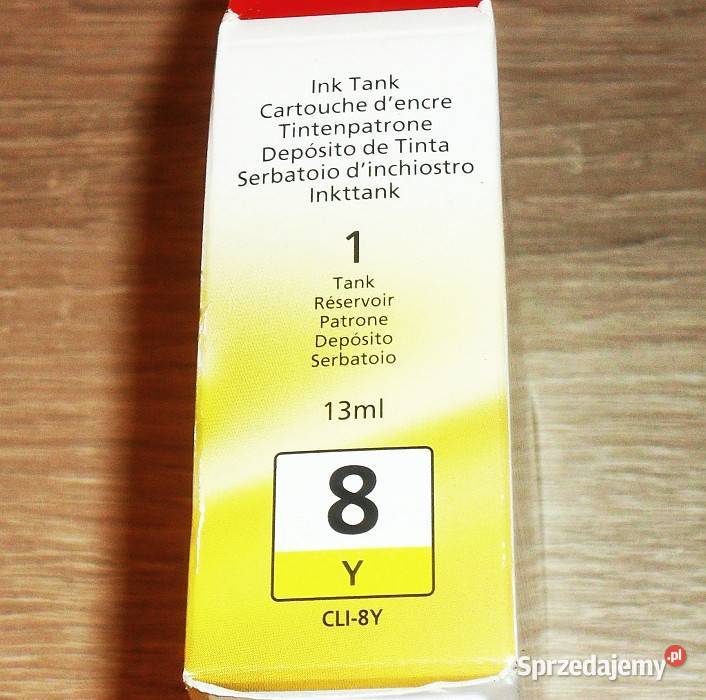 Ink Tank
Cartouche d'encre
Tintenpatrone
Depósito de Tinta
Serbatoio d'inchiostro
Inkttank
1
Tank
Réservoir
Patrone
Depósito
Serbatoio
13ml
8
Y
CLI-8Y
Sprzedajemy.pl